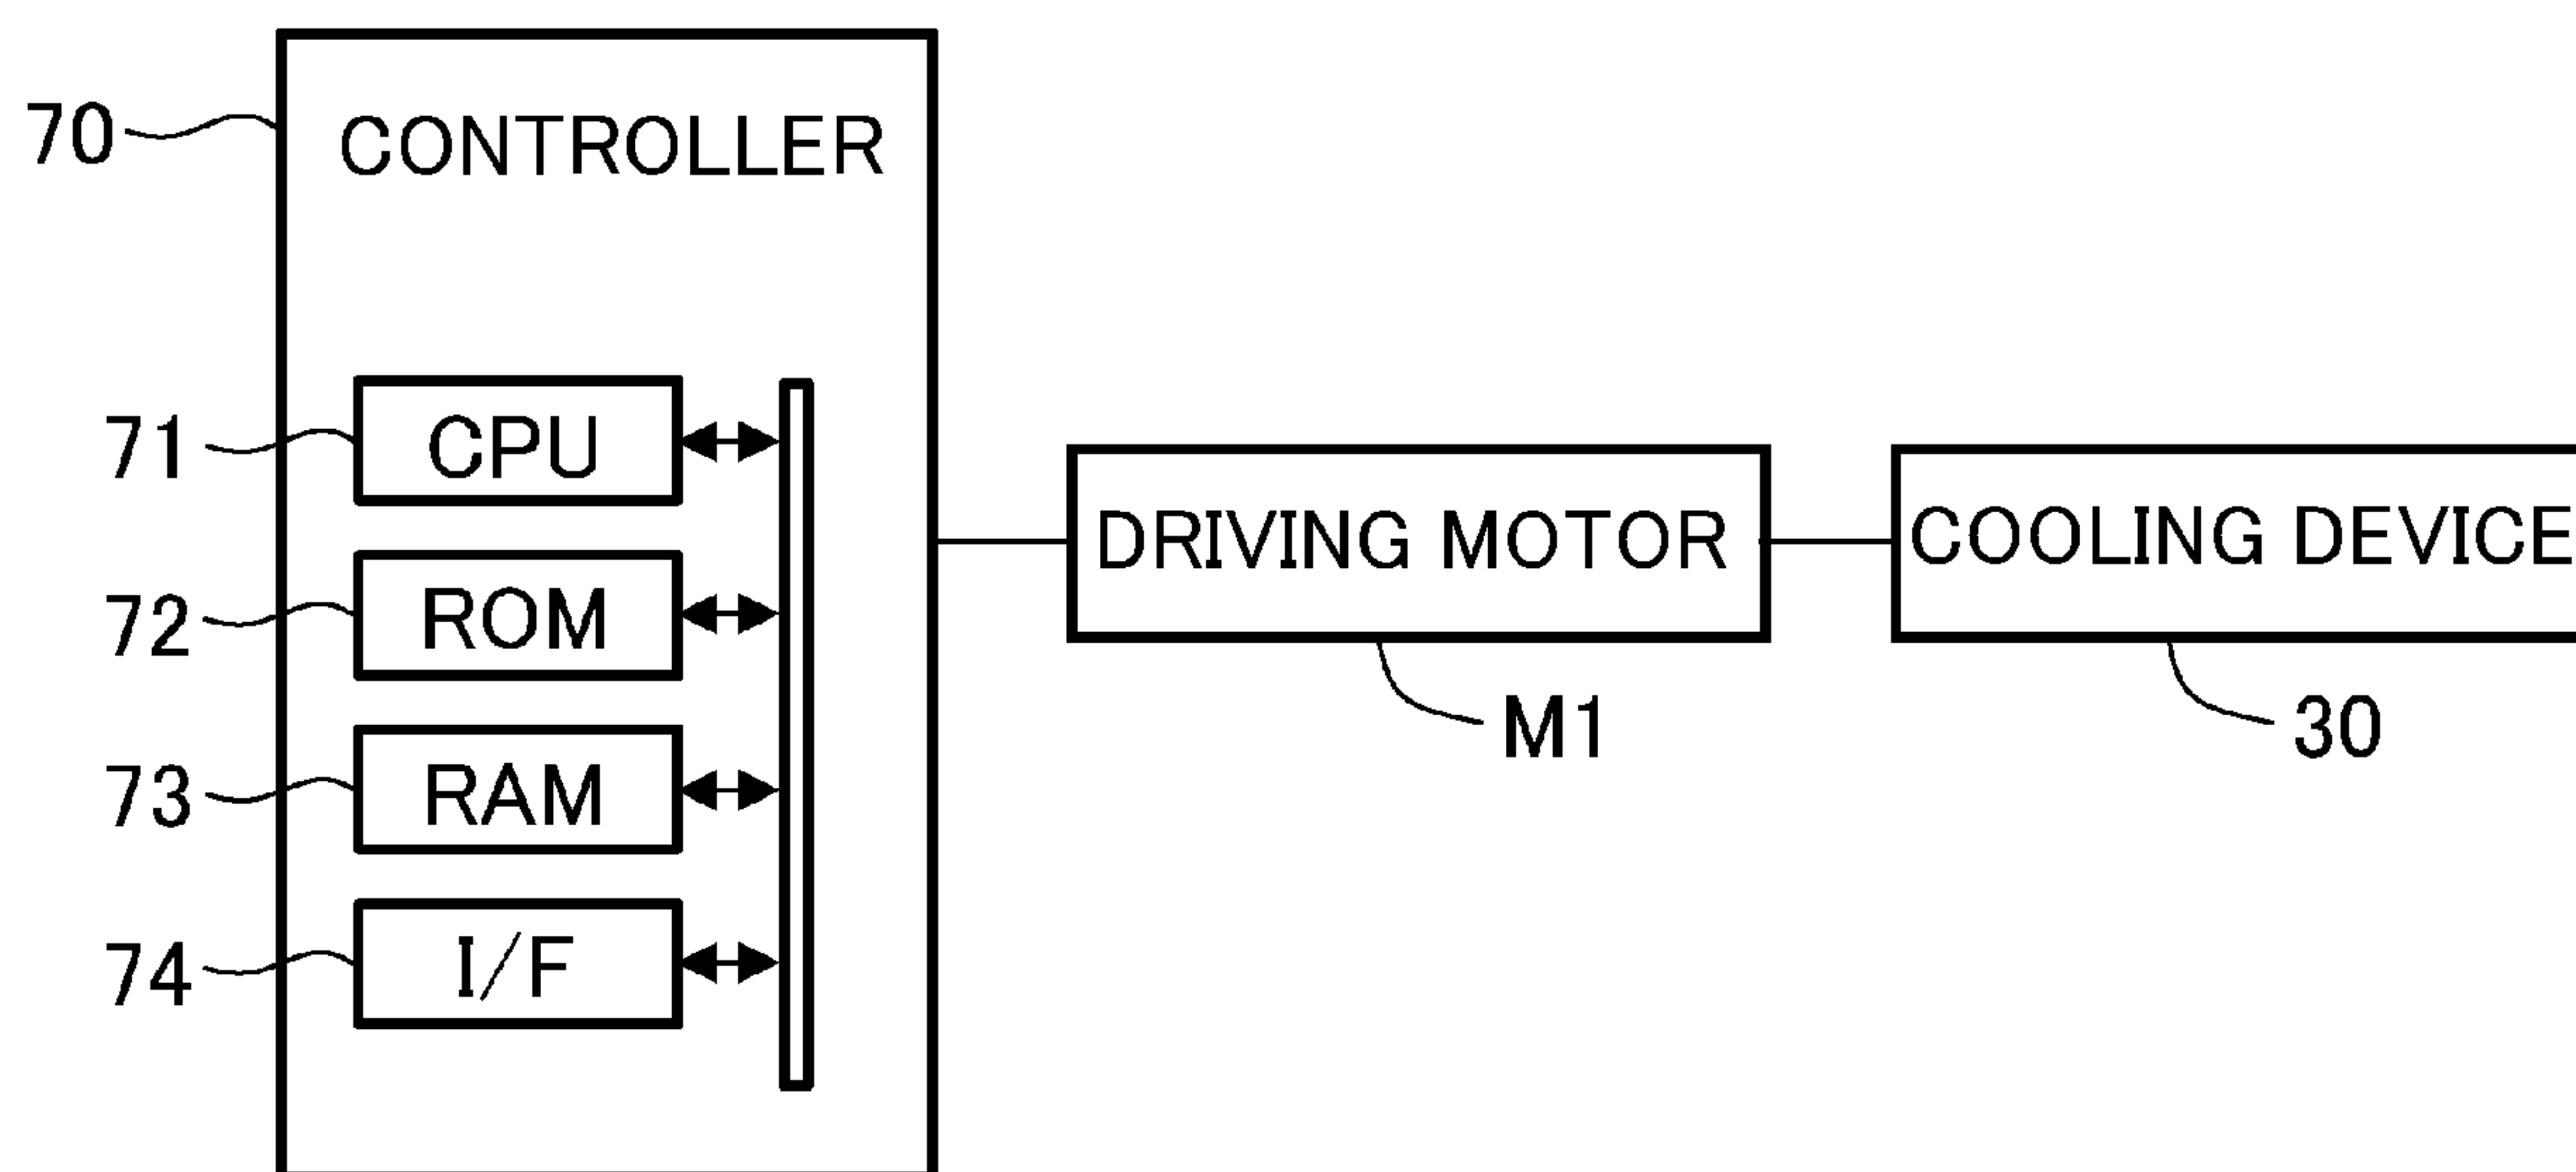 70
CONTROLLER
71
CPU
72
ROM
73
RAM
74
I/F
DRIVING MOTOR
M1
COOLING DEVICE
30